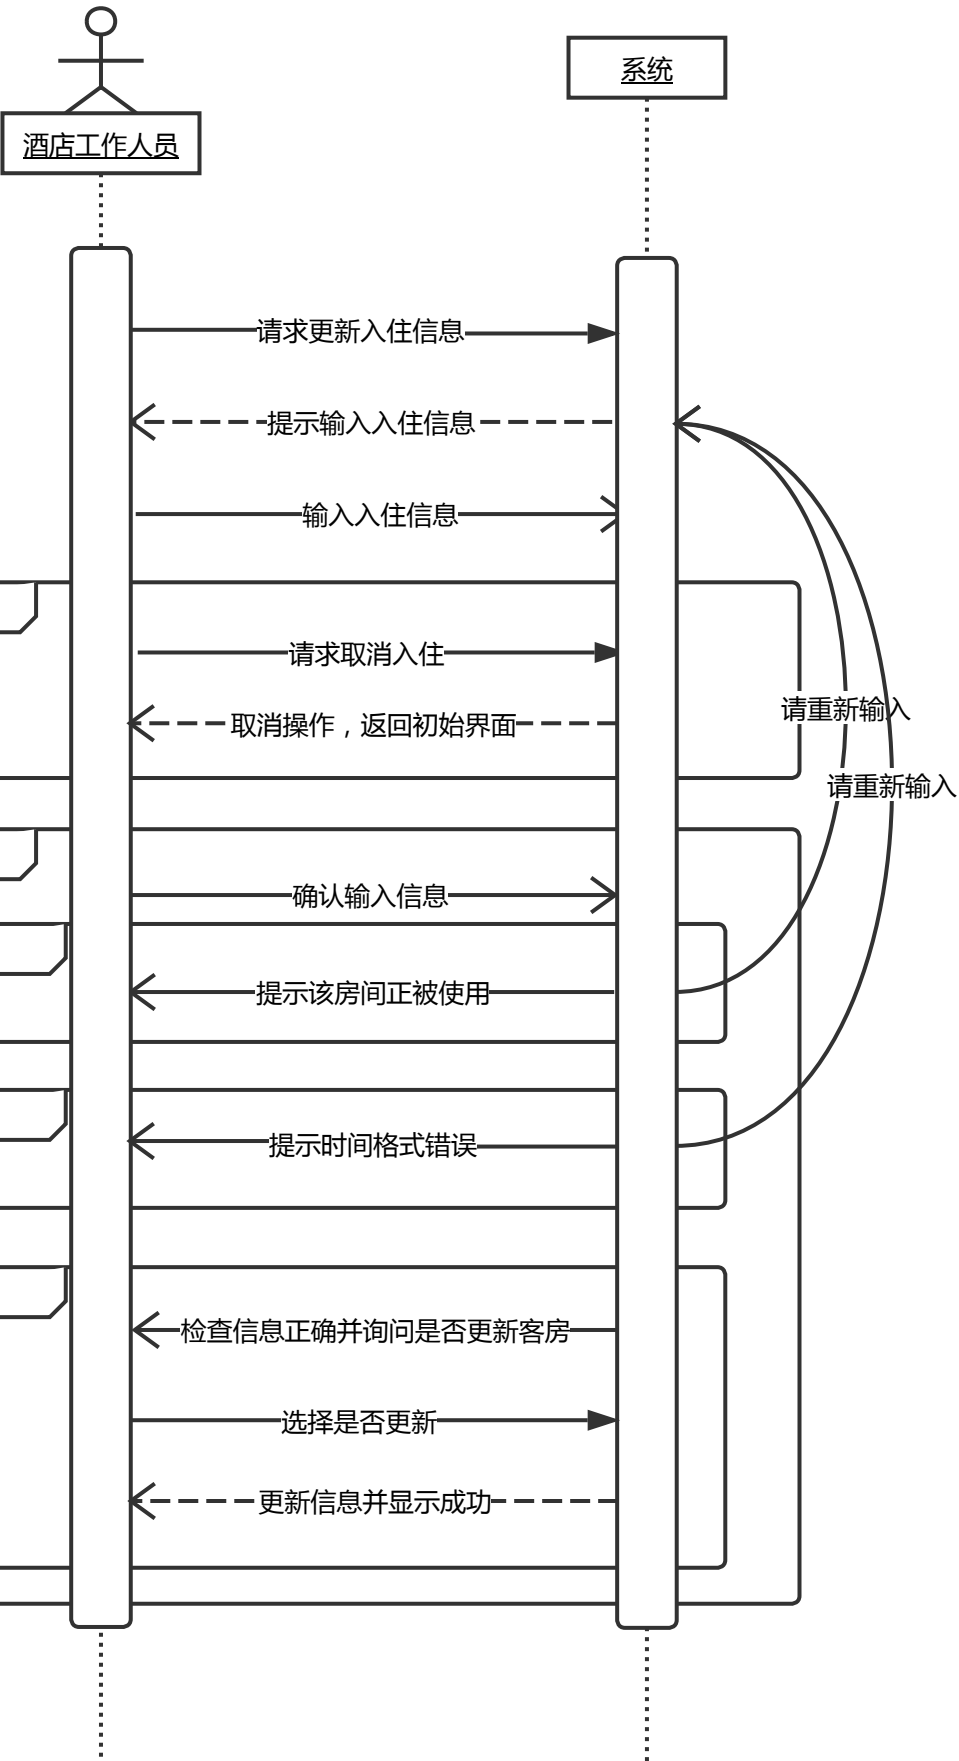 系统
酒店工作人员
请求更新入住信息
提示输入入住信息
输入入住信息
请求取消入住
请重新输入
取消操作，返回初始界面
请重新输入
确认输入信息
提示该房间正被使用
提示时间格式错误
检查信息正确并询问是否更新客房
选择是否更新
更新信息并显示成功